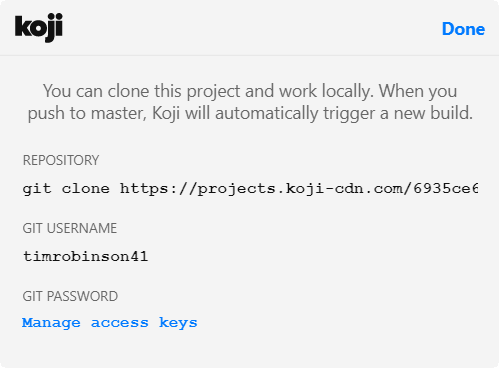 koji
Done
You can clone this project and work locally. When you
push to master, Koji will automatically trigger a new build.
REPOSITORY
git clone https://projects.koji-cdn.com/6935ce6
GIT USERNAME
timrobinson41
GIT PASSWORD
Manage access keys